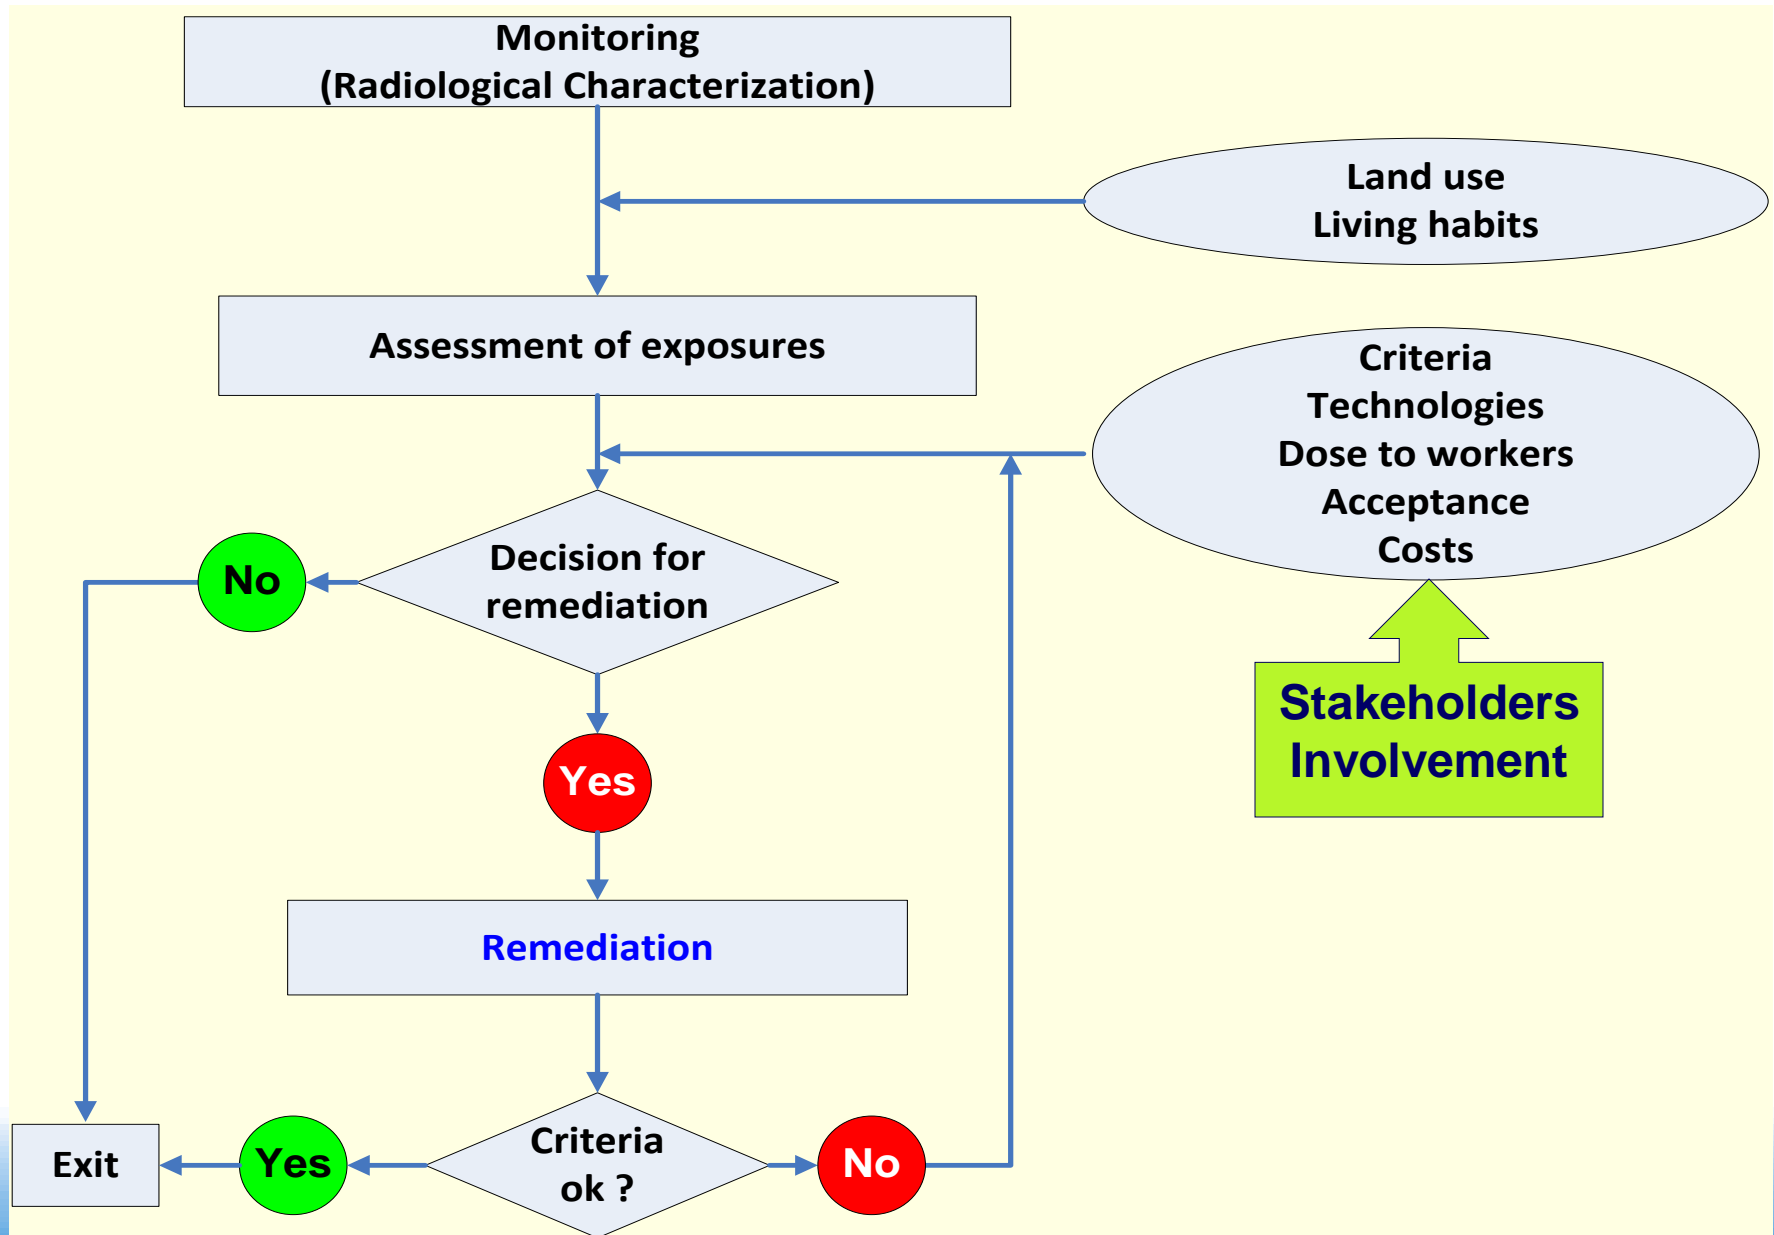 Monitoring
(Radiological Characterization)
Land use
Living habits
Assessment of exposures
Criteria
Technologies
Dose to workers
Acceptance
Costs
Decision for
remediation
No
Stakeholders
Involvement
Yes
Remediation
Exit
Yes
Criteria
ok ?
No